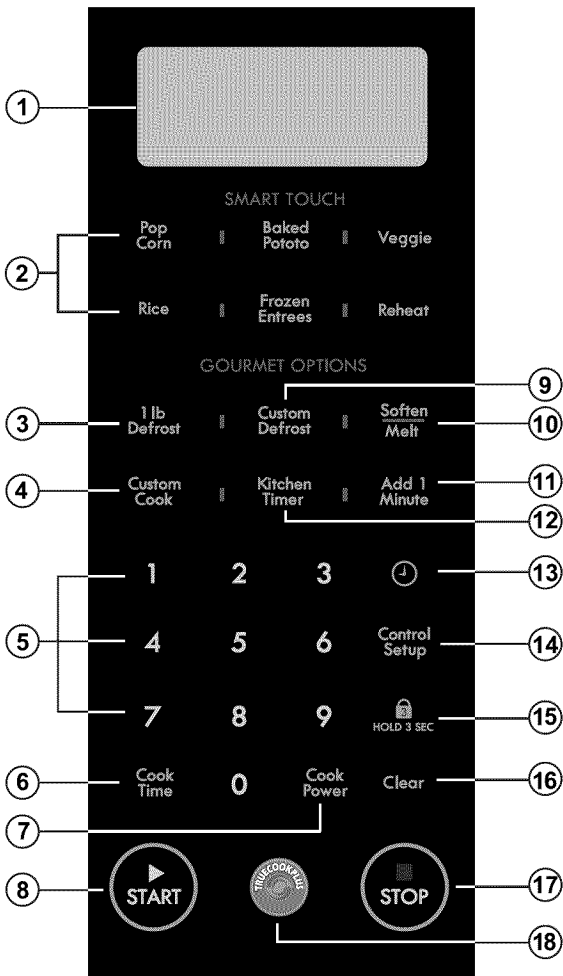 1
SMART TOUCH
Pop
Corn
Baked
Pototo
Veggie
2
Rice
Frozen
Entrees
Reheat
GOURMET OPTIONS
9
3
1 lb
Defrost
Custom
Defrost
Soften
Melt
10
4
Custom
Cook
Kitchen
Timer
Add 1
Minute
11
12
1 2 3
13
5
4 5 6
Control
Setup
14
7 8 9
HOLD 3 SEC
15
6
Cook
Time
0
Cook
Power
Clear
16
7
8
START
TRUECOOKPLUS
STOP
17
18